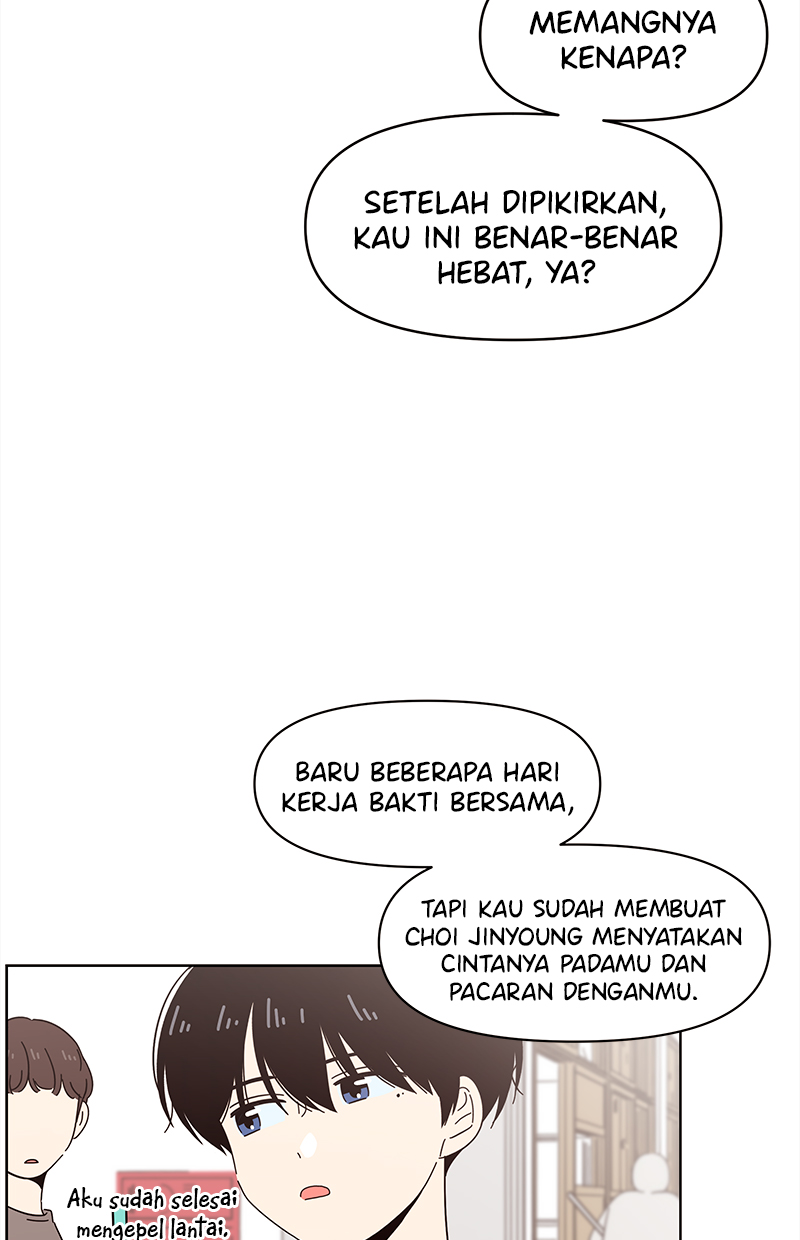 MEMANGNYA
KENAPA?
SETELAH DIPIKIRKAN,
KAU INI BENAR-BENAR
HEBAT, YA?
BARU BEBERAPA HARI
KERJA BAKTI BERSAMA,
TAPI KAU SUDAH MEMBUAT
CHOI JINYOUNG MENYATAKAN
CINTANYA PADAMU DAN
PACARAN DENGANMU.
Aku sudah selesai
mengepel lantai,